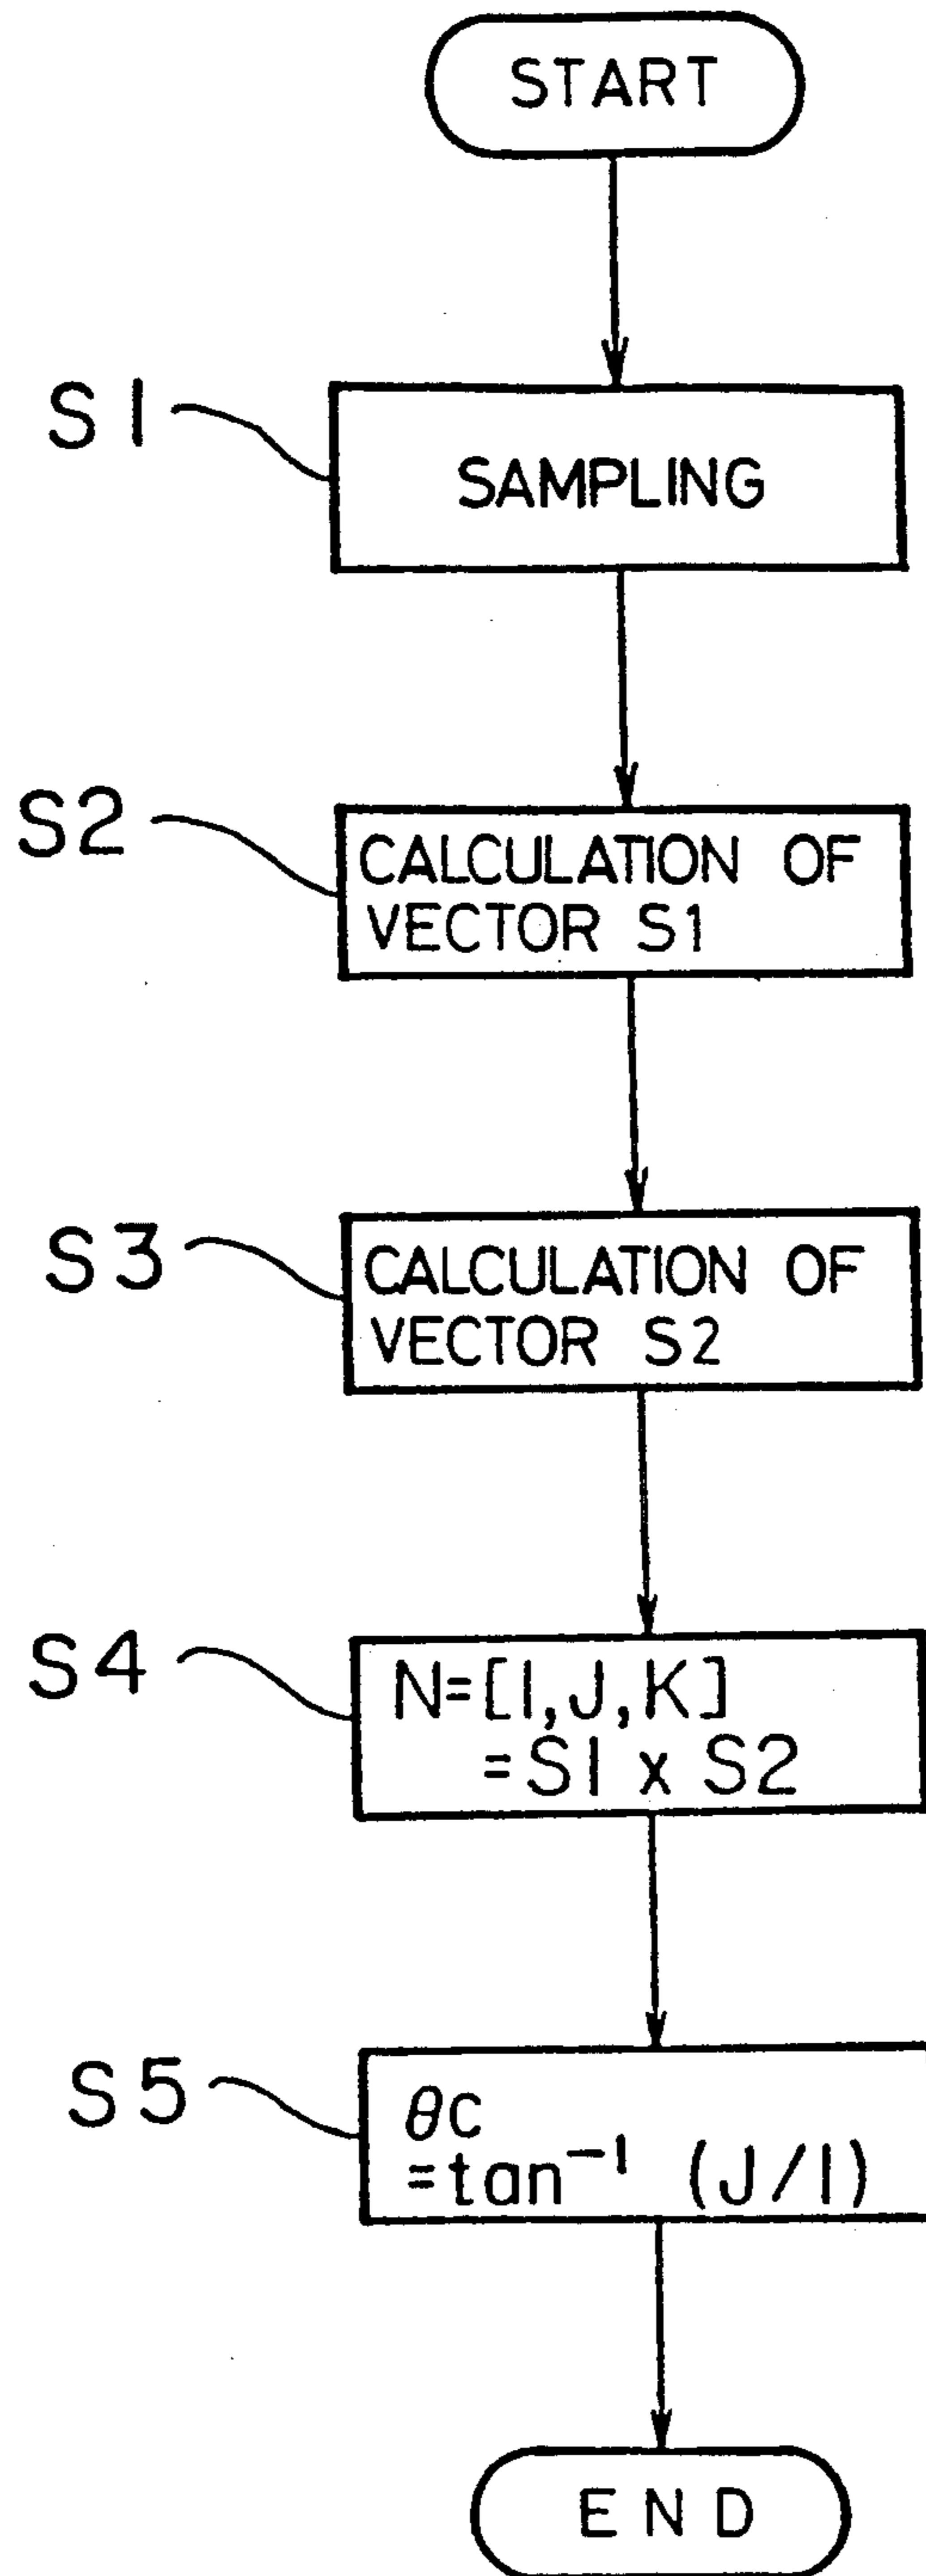 START
S1
SAMPLING
S2
CALCULATION OF
VECTOR S1
S3
CALCULATION OF
VECTOR S2
S4
N=[I,J,K]
=S1 x S2
S5
θc
=tan⁻¹ (J/I)
END